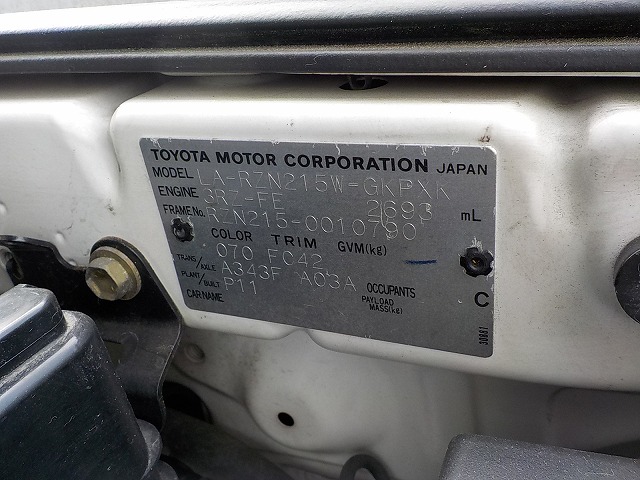 TOYOTA MOTOR CORPORATION JAPAN
MODEL LA-RZN215W-GKPXK
ENGINE 3RZ-FE 2693 mL
FRAME No. RZN215-0010790
COLOR TRIM GVM(kg)
070 FC42
TRANS/AXLE A343F A03A
PLANT/BUILT P11 OCCUPANTS C
CAR NAME PAYLOAD MASS(kg)
30861